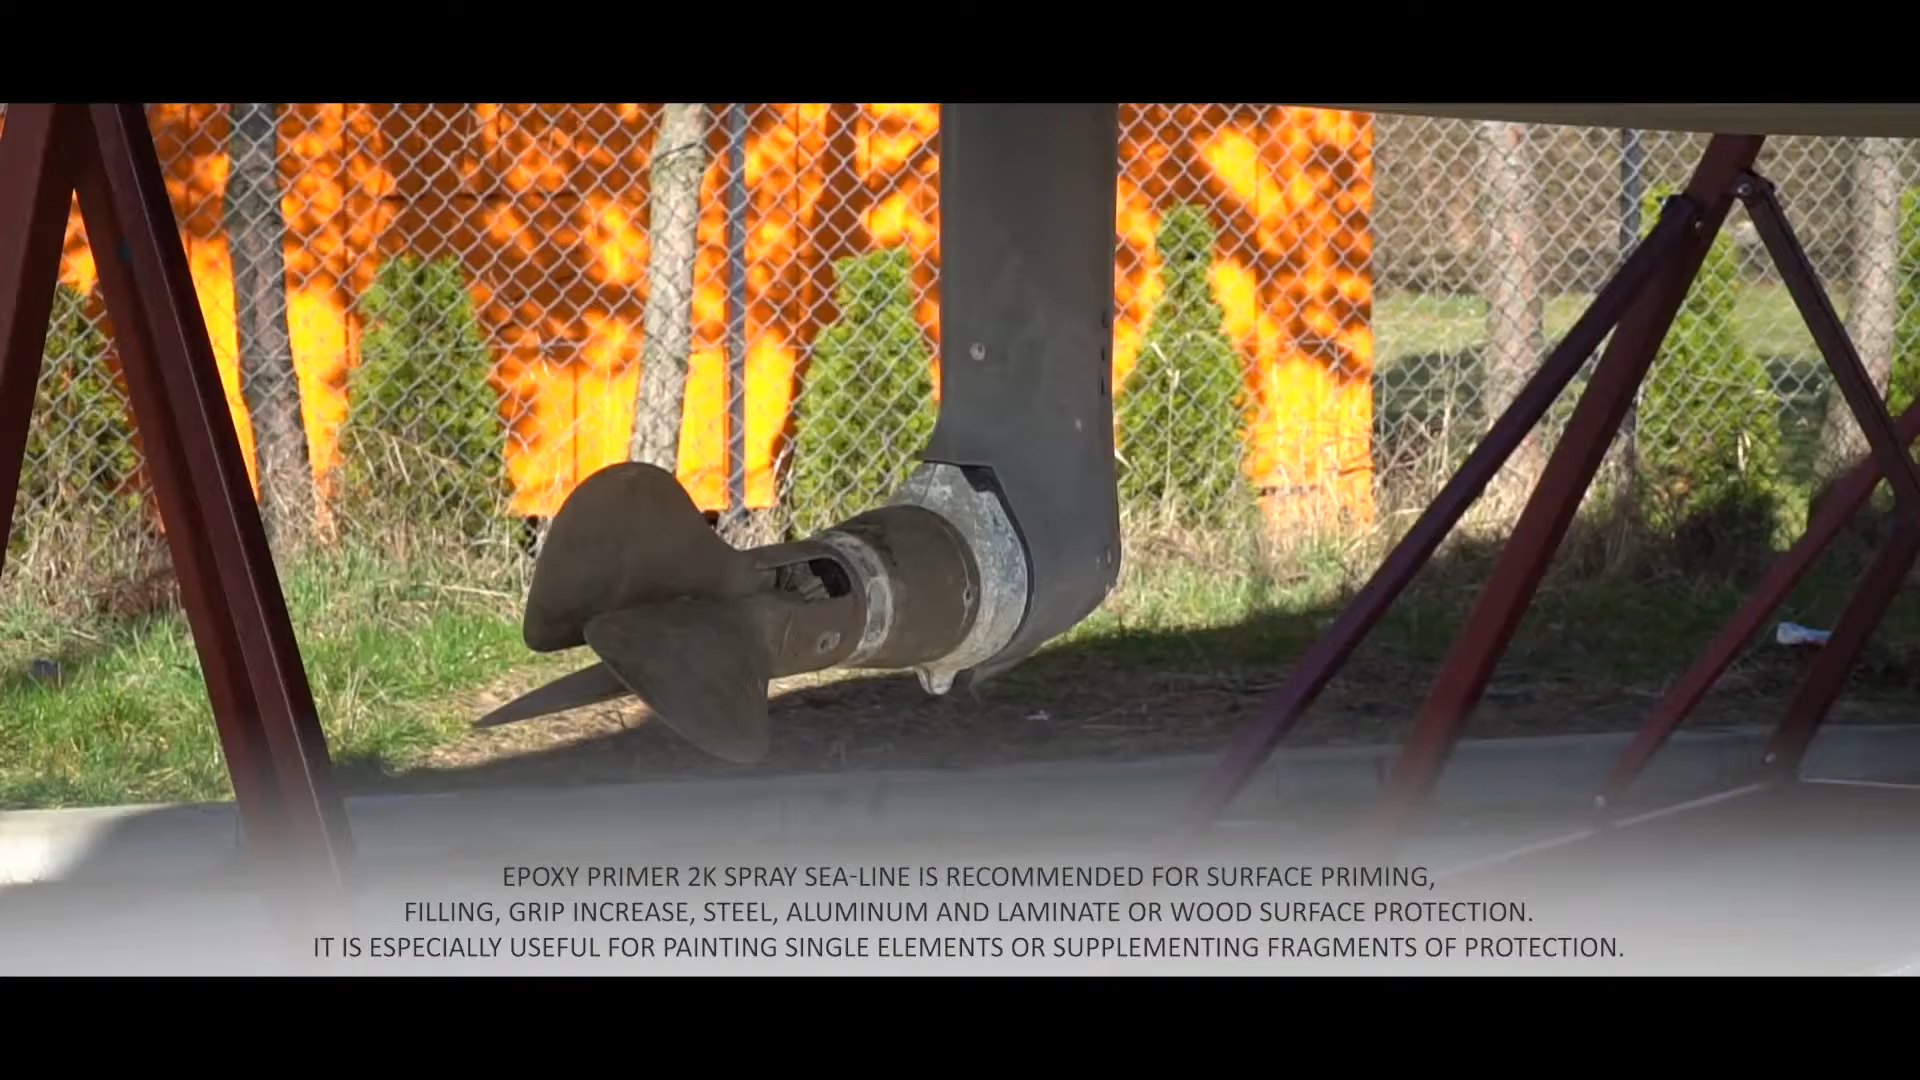 EPOXY PRIMER 2K SPRAY SEA-LINE IS RECOMMENDED FOR SURFACE PRIMING,
FILLING, GRIP INCREASE, STEEL, ALUMINUM AND LAMINATE OR WOOD SURFACE PROTECTION.
IT IS ESPECIALLY USEFUL FOR PAINTING SINGLE ELEMENTS OR SUPPLEMENTING FRAGMENTS OF PROTECTION.